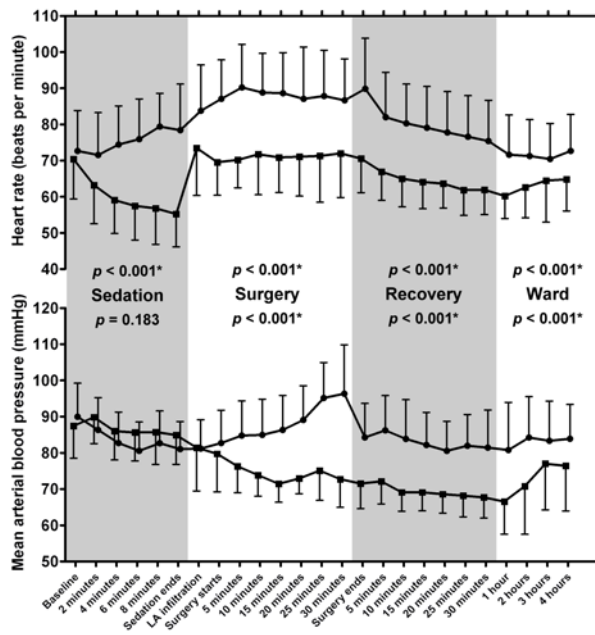 Heart rate (beats per minute)
110
100
90
80
70
60
50
40
p < 0.001* p < 0.001* p < 0.001* p < 0.001*
Sedation Surgery Recovery Ward
p = 0.183 p < 0.001* p < 0.001* p < 0.001*
Mean arterial blood pressure (mmHg)
120
110
100
90
80
70
60
50
Baseline
2 minutes
4 minutes
6 minutes
8 minutes
Sedation ends
LA infiltration
Surgery starts
5 minutes
10 minutes
15 minutes
20 minutes
25 minutes
30 minutes
Surgery ends
5 minutes
10 minutes
15 minutes
20 minutes
25 minutes
30 minutes
1 hour
2 hours
3 hours
4 hours